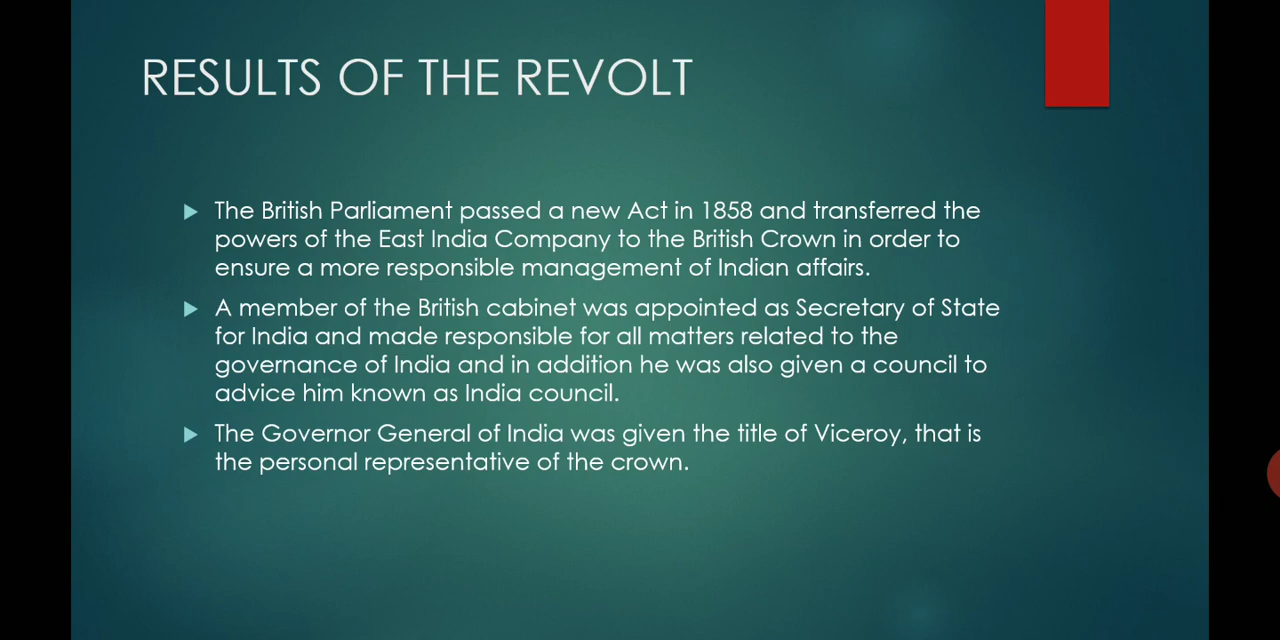 RESULTS OF THE REVOLT
The British Parliament passed a new Act in 1858 and transferred the
powers of the East India Company to the British Crown in order to
ensure a more responsible management of Indian affairs.
A member of the British cabinet was appointed as Secretary of State
for India and made responsible for all matters related to the
governance of India and in addition he was also given a council to
advice him known as India council.
The Governor General of India was given the title of Viceroy, that is
the personal representative of the crown.